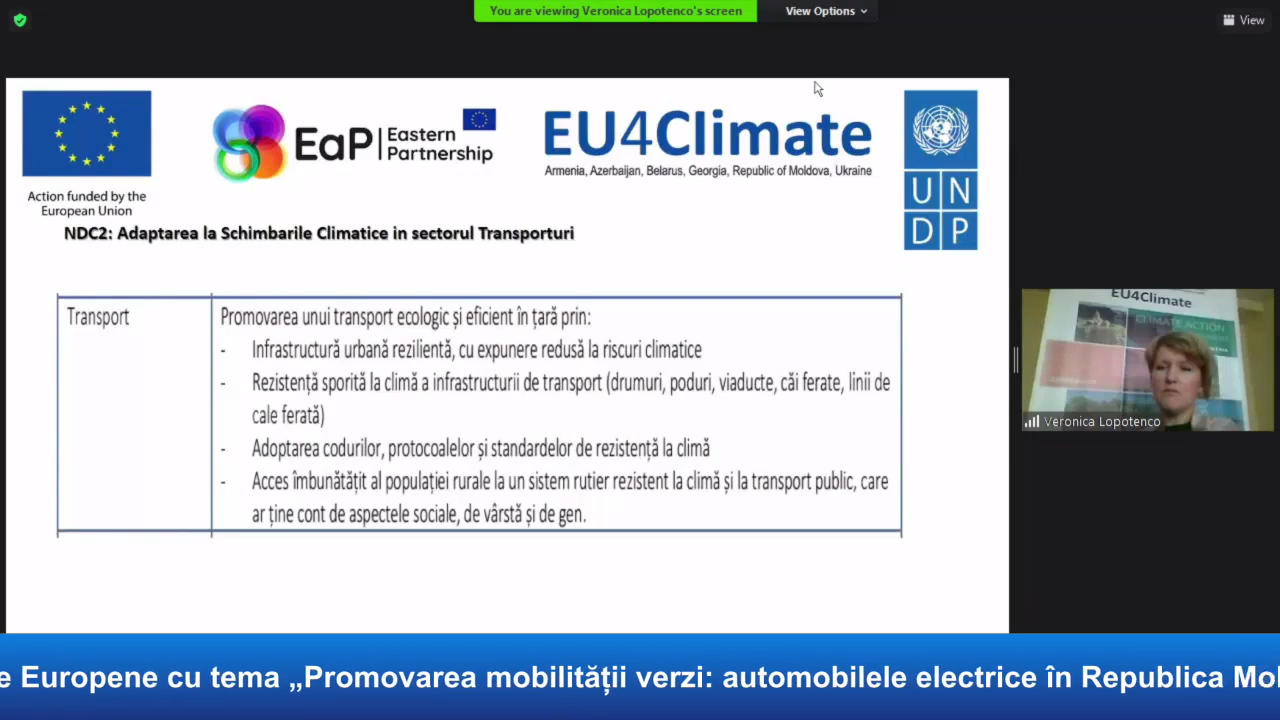 You are viewing Veronica Lopotenco's screen
View Options
View
Action funded by the
European Union
EaP
Eastern
Partnership
EU4Climate
Armenia, Azerbaijan, Belarus, Georgia, Republic of Moldova, Ukraine
U N
D P
NDC2: Adaptarea la Schimbarile Climatice in sectorul Transporturi
Transport
Promovarea unui transport ecologic și eficient în țară prin:
- Infrastructură urbană rezilientă, cu expunere redusă la riscuri climatice
- Rezistență sporită la climă a infrastructurii de transport (drumuri, poduri, viaducte, căi ferate, linii de
cale ferată)
- Adoptarea codurilor, protocoalelor și standardelor de rezistență la climă
- Acces îmbunătățit al populației rurale la un sistem rutier rezistent la climă și la transport public, care
ar ține cont de aspectele sociale, de vârstă și de gen.
EU4Climate
CLIMATE ACTION
Veronica Lopotenco
e Europene cu tema „Promovarea mobilității verzi: automobilele electrice în Republica Mol